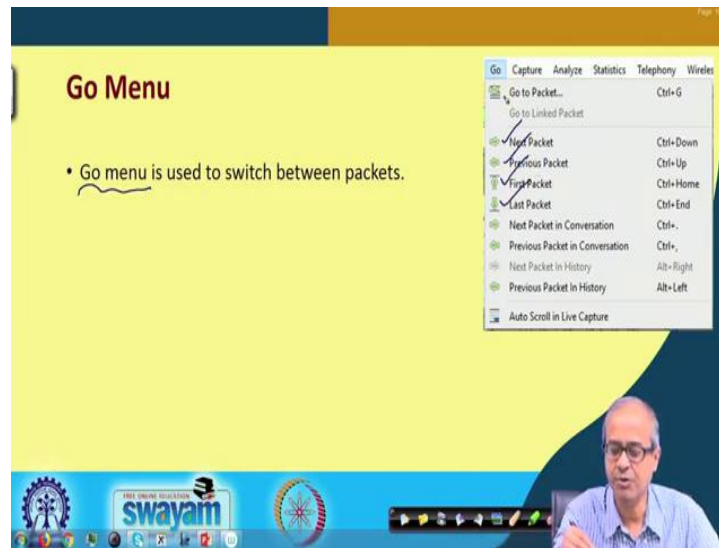 Page
Go Menu
• Go menu is used to switch between packets.
Go Capture Analyze Statistics Telephony Wireles
Go to Packet... Ctrl+G
Go to Linked Packet
Next Packet Ctrl+Down
Previous Packet Ctrl+Up
First Packet Ctrl+Home
Last Packet Ctrl+End
Next Packet in Conversation Ctrl+.
Previous Packet in Conversation Ctrl+,
Next Packet In History Alt+Right
Previous Packet In History Alt+Left
Auto Scroll in Live Capture
FREE ONLINE EDUCATION
swayam